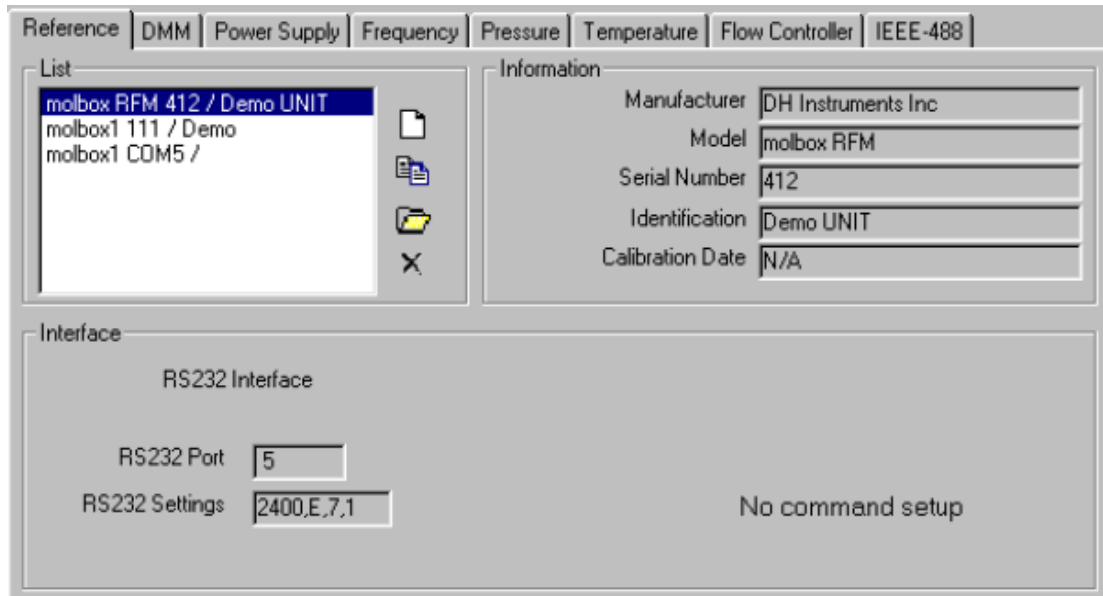 Reference DMM Power Supply Frequency Pressure Temperature Flow Controller IEEE-488
List
molbox RFM 412 / Demo UNIT
molbox1 111 / Demo
molbox1 COM5 /
Information
Manufacturer DH Instruments Inc
Model molbox RFM
Serial Number 412
Identification Demo UNIT
Calibration Date N/A
Interface
RS232 Interface
RS232 Port 5
RS232 Settings 2400,E,7,1
No command setup